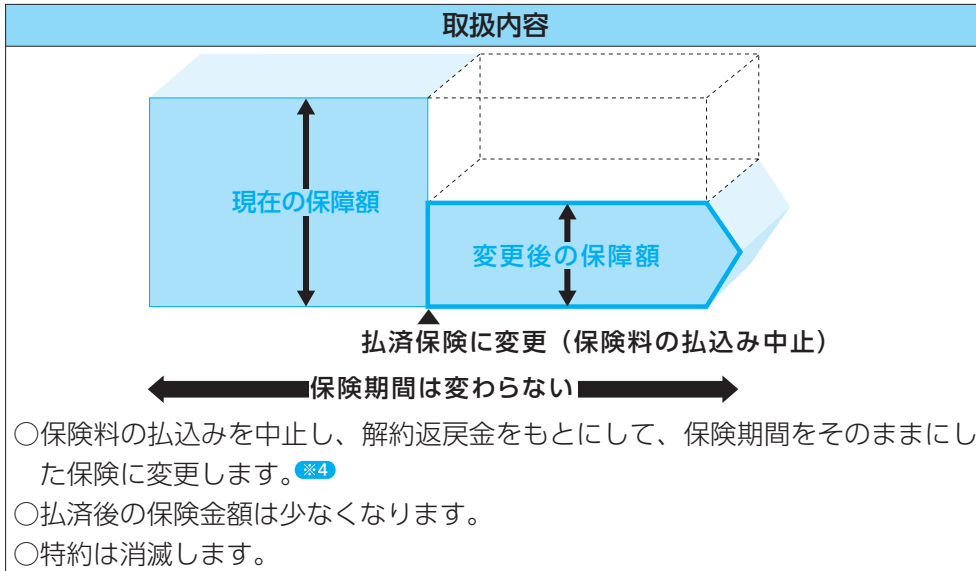 取扱内容
現在の保障額
変更後の保障額
払済保険に変更（保険料の払込み中止）
保険期間は変わらない
○保険料の払込みを中止し、解約返戻金をもとにして、保険期間をそのままにし
た保険に変更します。※4
○払済後の保険金額は少なくなります。
○特約は消滅します。